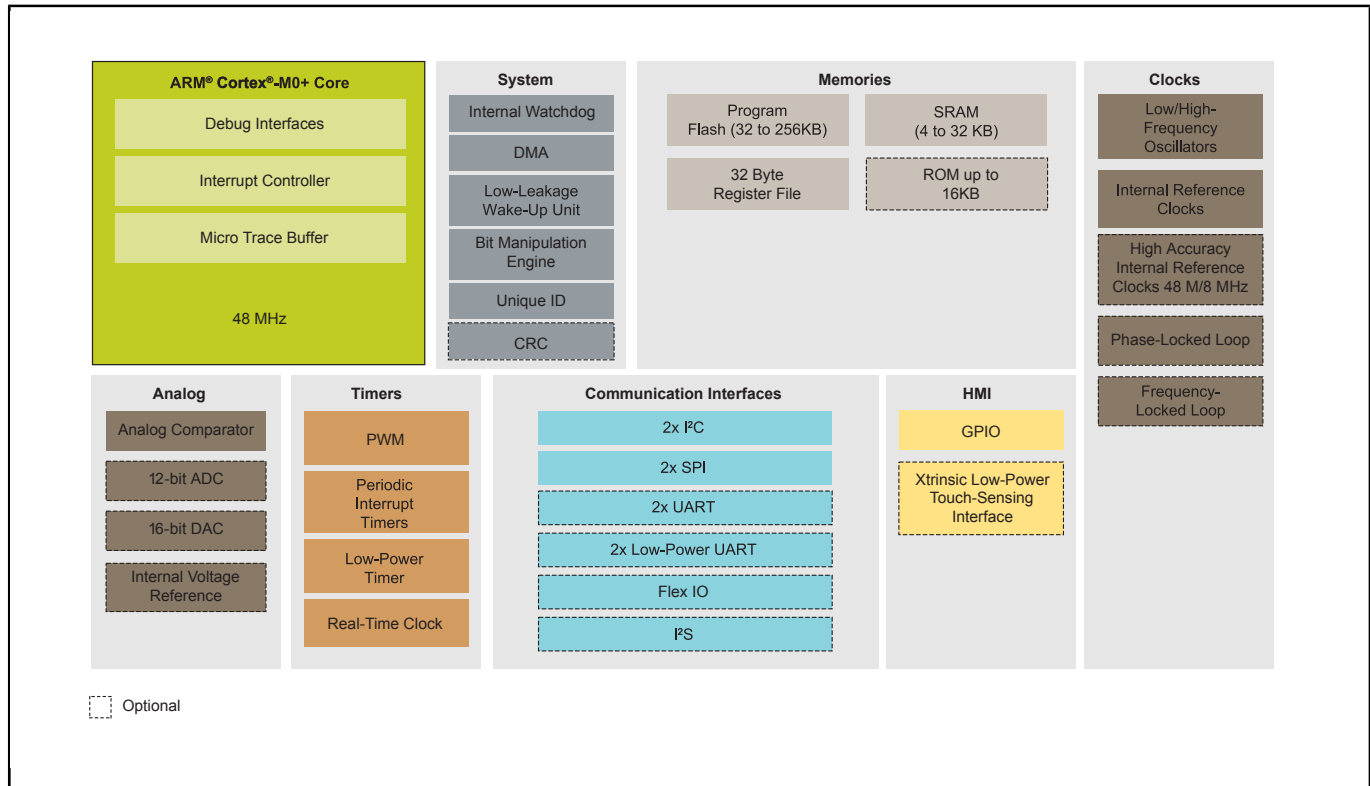 ARM® Cortex®-M0+ Core
Debug Interfaces
Interrupt Controller
Micro Trace Buffer
48 MHz
System
Internal Watchdog
DMA
Low-Leakage
Wake-Up Unit
Bit Manipulation
Engine
Unique ID
CRC
Memories
Program
Flash (32 to 256KB)
SRAM
(4 to 32 KB)
32 Byte
Register File
ROM up to
16KB
Clocks
Low/High-
Frequency
Oscillators
Internal Reference
Clocks
High Accuracy
Internal Reference
Clocks 48 M/8 MHz
Phase-Locked Loop
Frequency-
Locked Loop
Analog
Analog Comparator
12-bit ADC
16-bit DAC
Internal Voltage
Reference
Timers
PWM
Periodic
Interrupt
Timers
Low-Power
Timer
Real-Time Clock
Communication Interfaces
2x I²C
2x SPI
2x UART
2x Low-Power UART
Flex IO
I²S
HMI
GPIO
Xtrinsic Low-Power
Touch-Sensing
Interface
Optional